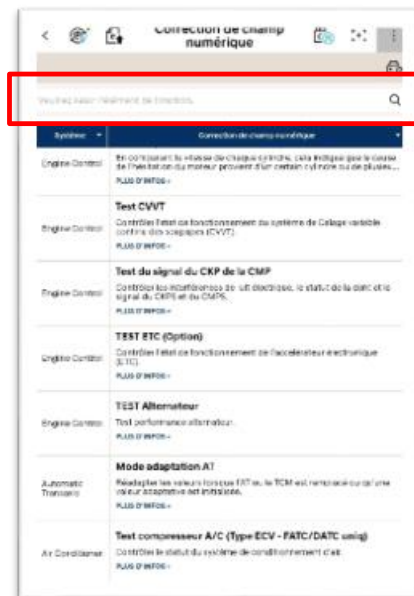 Correction de champ
numérique
Système
Correction de champ numérique
Engine Control
En comparant la vitesse de chaque cylindre, cela indique que la cause
de l'hésitation du moteur provient d'un certain cylindre ou de plusieu...
PLUS D'INFOS
Test CVVT
Engine Control
Contrôler l'état de fonctionnement du système de Calage variable
continu des soupapes (CVVT).
PLUS D'INFOS
Test du signal du CKP de la CMP
Engine Control
Contrôler les interférences de bruit électrique, le statut de la dent et le
signal du CKPS et du CMPS.
PLUS D'INFOS
TEST ETC (Option)
Engine Control
Contrôler l'état de fonctionnement de l'accélérateur électronique
(ETC).
PLUS D'INFOS
TEST Alternateur
Engine Control
Test performance alternateur.
PLUS D'INFOS
Mode adaptation AT
Automatic
Transaxle
Réadapter les valeurs lorsque l'AT ou le TCM est remplacé ou qu'une
valeur adaptative est initialisée.
PLUS D'INFOS
Test compresseur A/C (Type ECV - FATC/DATC uniq)
Air Conditioner
Contrôler le statut du système de conditionnement d'air.
PLUS D'INFOS